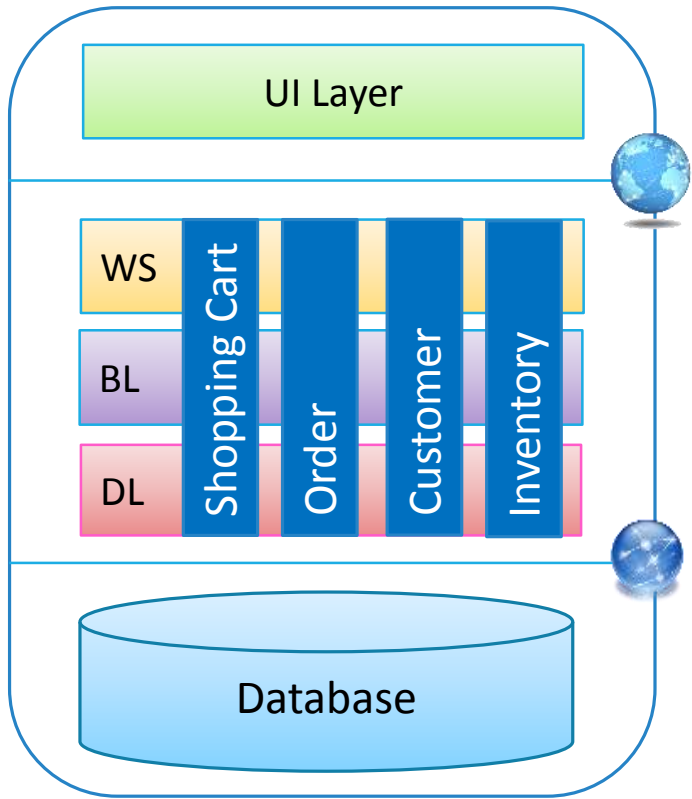 UI Layer
WS
BL
DL
Shopping Cart
Order
Customer
Inventory
Database